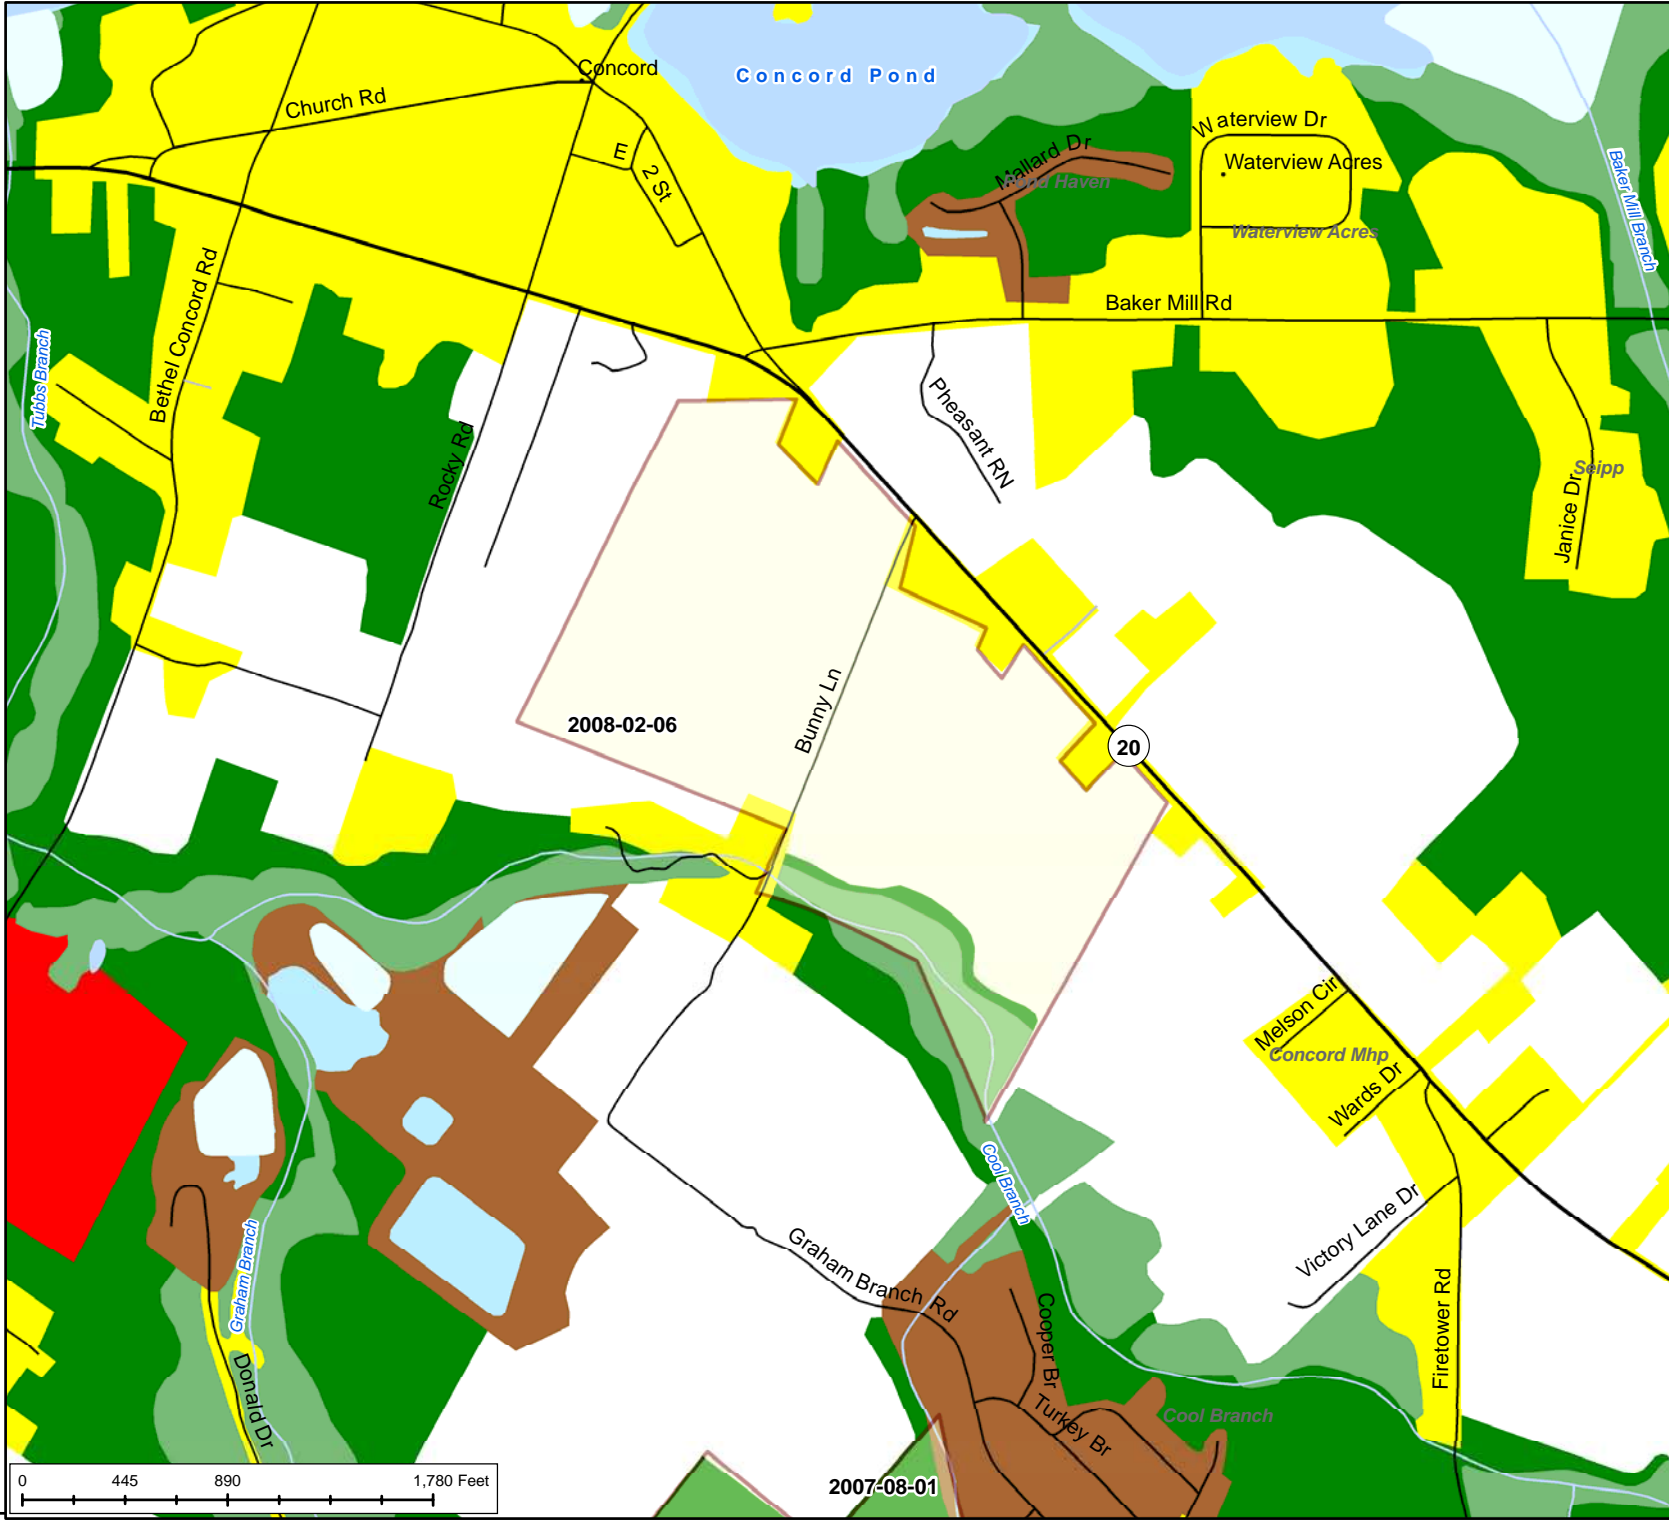 Concord
Concord Pond
Church Rd
Waterview Dr
Mallard Dr
E
2 St
Waterview Acres
Pond Haven
Baker Mill Branch
Waterview Acres
Bethel Concord Rd
Baker Mill Rd
Tubbs Branch
Pheasant RN
Rocky Rd
Seipp
Janice Dr
Bunny Ln
2008-02-06
20
Melson Cir
Concord Mhp
Wards Dr
Cool Branch
Graham Branch
Victory Lane Dr
Graham Branch Rd
Cooper Br
Firetower Rd
Donald Dr
Turkey Br
Cool Branch
0 445 890 1,780 Feet
2007-08-01